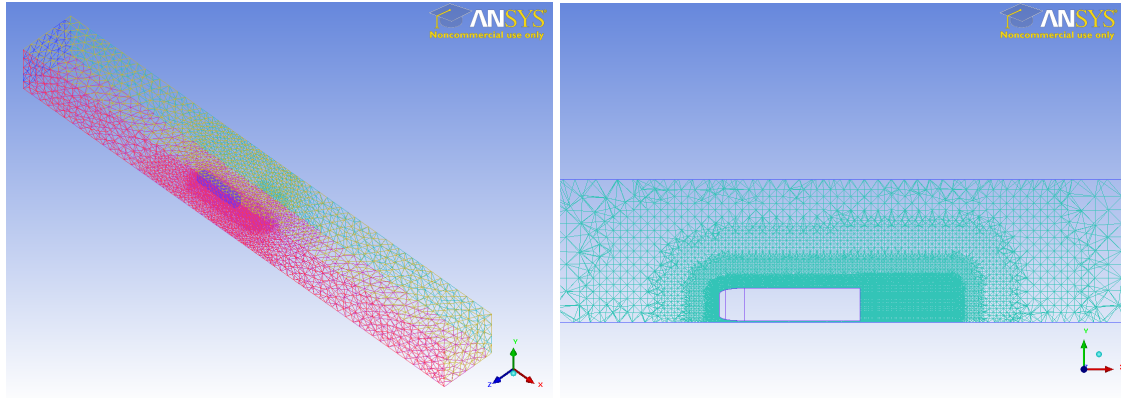 ANSYS
Noncommercial use only
Y
Z
X
ANSYS
Noncommercial use only
Y